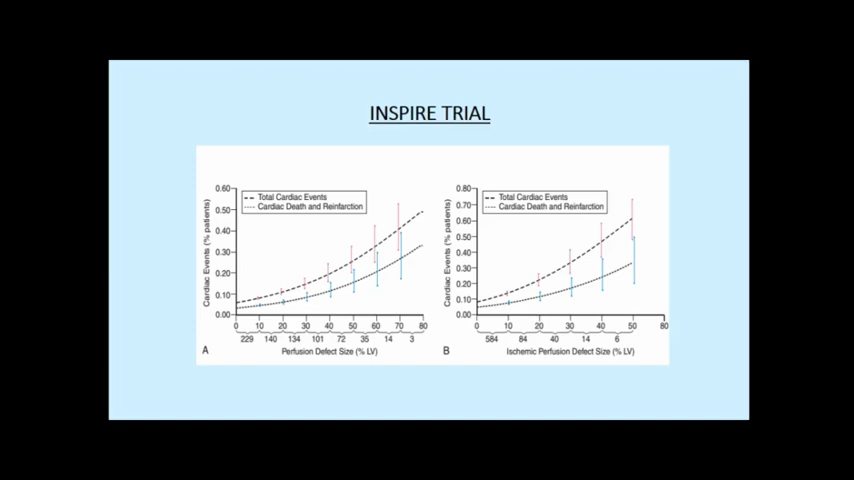 INSPIRE TRIAL
Cardiac Events (% patients)
0.60
0.50
0.40
0.30
0.20
0.10
0.00
Total Cardiac Events
Cardiac Death and Reinfarction
0 10 20 30 40 50 60 70 80
229 140 134 101 72 35 14 3
A
Perfusion Defect Size (% LV)
Cardiac Events (% patients)
0.80
0.70
0.60
0.50
0.40
0.30
0.20
0.10
0.00
Total Cardiac Events
Cardiac Death and Reinfarction
0 10 20 30 40 50 80
584 84 40 14 6
B
Ischemic Perfusion Defect Size (% LV)